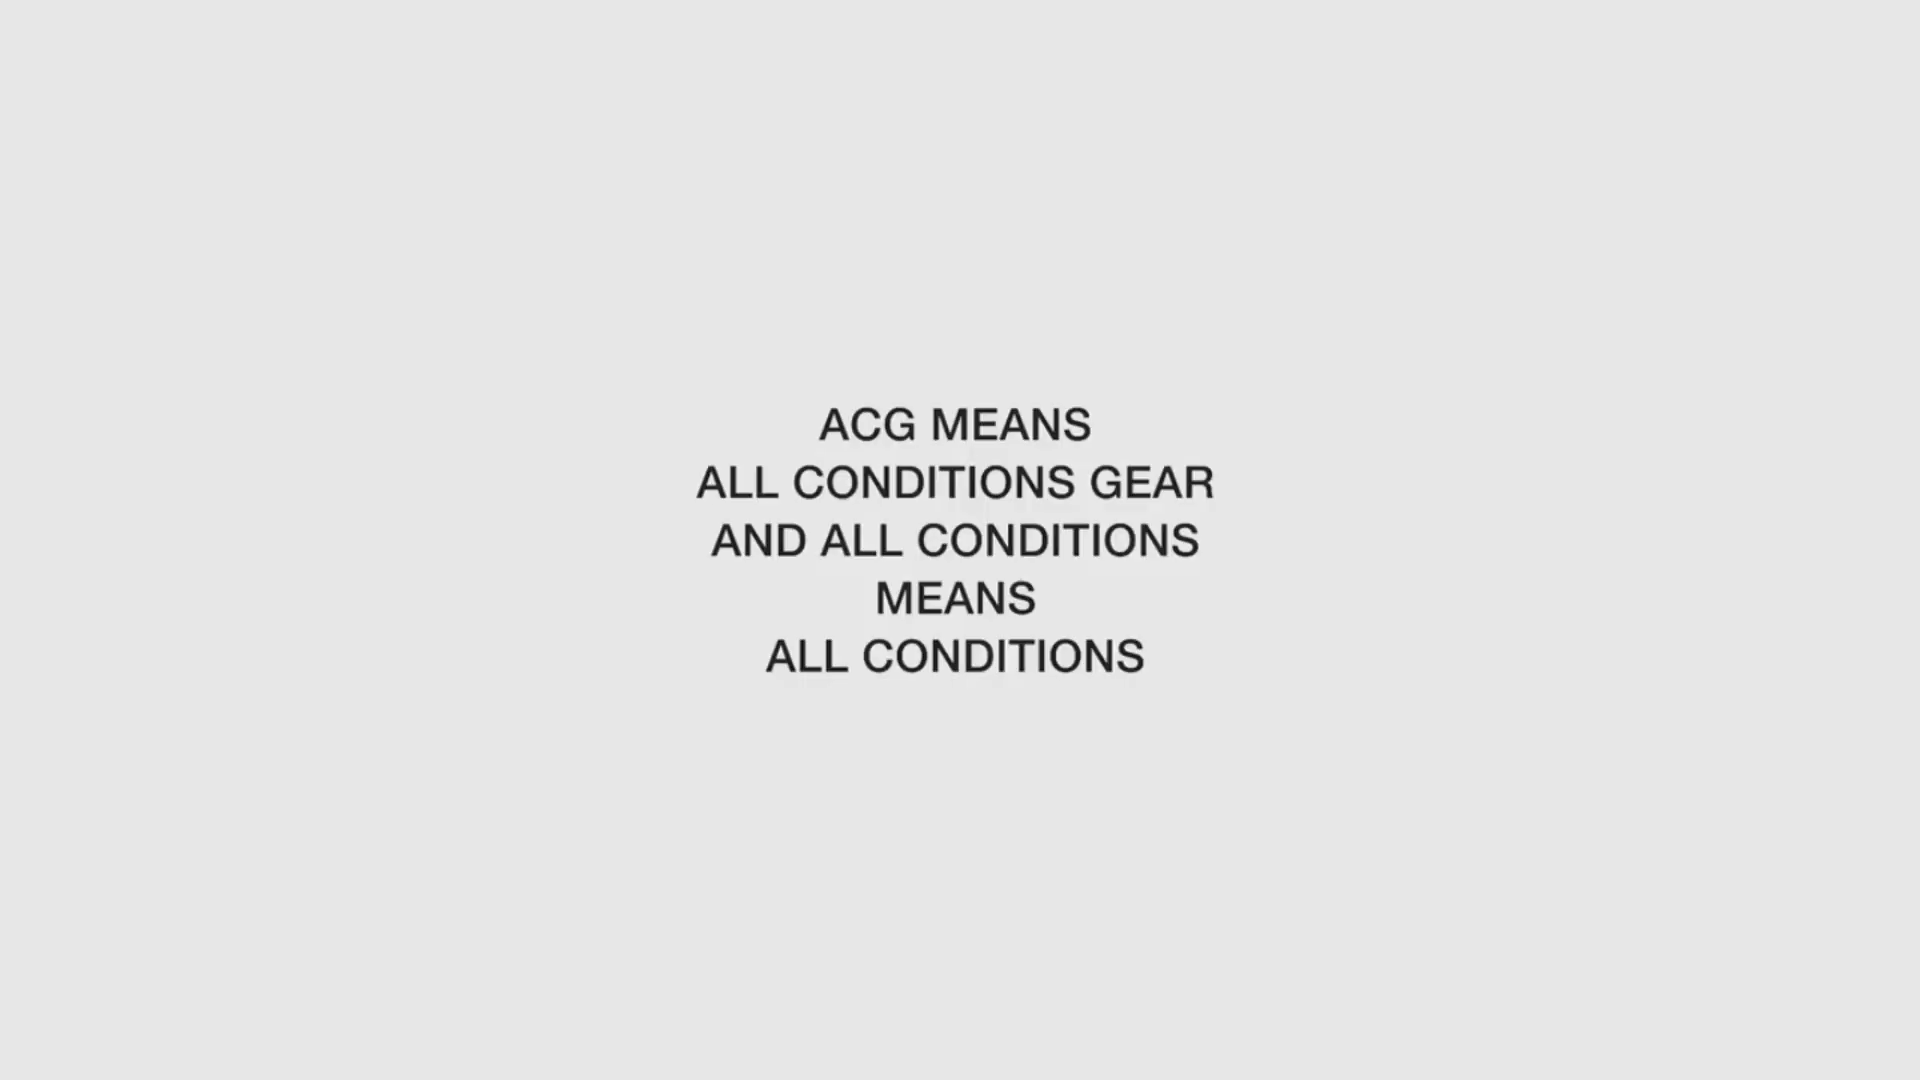 ACG MEANS
ALL CONDITIONS GEAR
AND ALL CONDITIONS
MEANS
ALL CONDITIONS